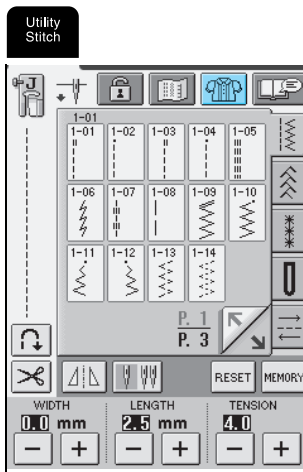 Utility
Stitch
J
1-01
1-01 1-02 1-03 1-04 1-05
1-06 1-07 1-08 1-09 1-10
1-11 1-12 1-13 1-14
P. 1
P. 3
RESET MEMORY
WIDTH LENGTH TENSION
0.0 mm 2.5 mm 4.0
− + − + − +